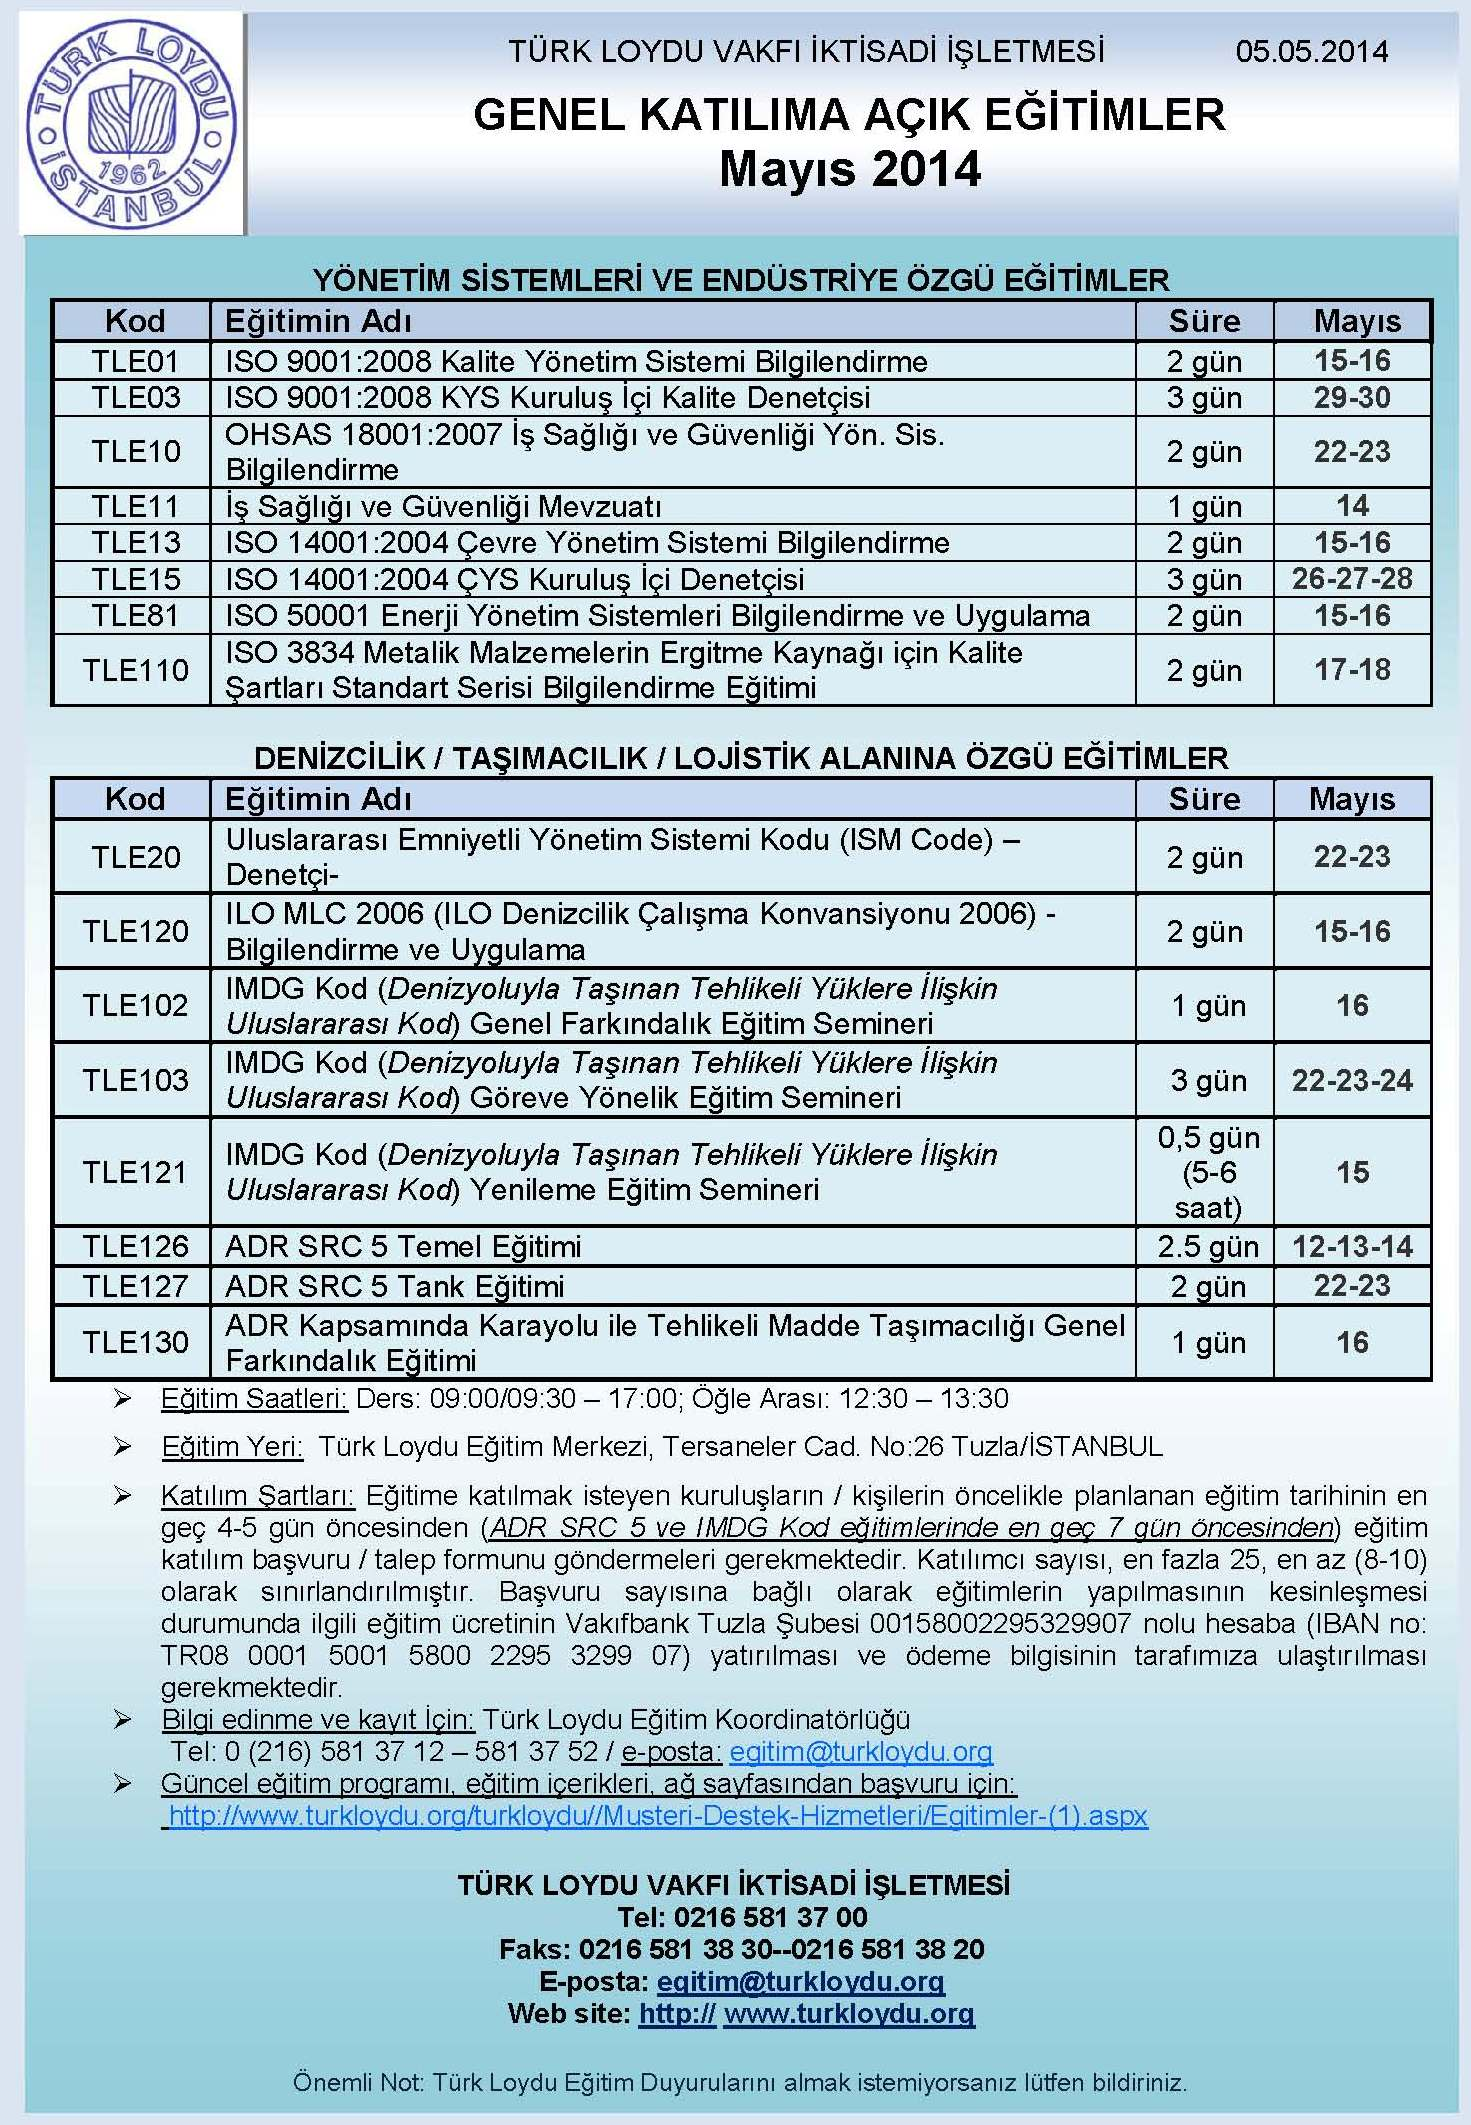 TÜRK LOYDU
1962
İSTANBUL
TÜRK LOYDU VAKFI İKTİSADİ İŞLETMESİ 05.05.2014
GENEL KATILIMA AÇIK EĞİTİMLER
Mayıs 2014
YÖNETİM SİSTEMLERİ VE ENDÜSTRİYE ÖZGÜ EĞİTİMLER
Kod Eğitimin Adı Süre Mayıs
TLE01 ISO 9001:2008 Kalite Yönetim Sistemi Bilgilendirme 2 gün 15-16
TLE03 ISO 9001:2008 KYS Kuruluş İçi Kalite Denetçisi 3 gün 29-30
TLE10 OHSAS 18001:2007 İş Sağlığı ve Güvenliği Yön. Sis.
Bilgilendirme 2 gün 22-23
TLE11 İş Sağlığı ve Güvenliği Mevzuatı 1 gün 14
TLE13 ISO 14001:2004 Çevre Yönetim Sistemi Bilgilendirme 2 gün 15-16
TLE15 ISO 14001:2004 ÇYS Kuruluş İçi Denetçisi 3 gün 26-27-28
TLE81 ISO 50001 Enerji Yönetim Sistemleri Bilgilendirme ve Uygulama 2 gün 15-16
TLE110 ISO 3834 Metalik Malzemelerin Ergitme Kaynağı için Kalite
Şartları Standart Serisi Bilgilendirme Eğitimi 2 gün 17-18
DENİZCİLİK / TAŞIMACILIK / LOJİSTİK ALANINA ÖZGÜ EĞİTİMLER
Kod Eğitimin Adı Süre Mayıs
TLE20 Uluslararası Emniyetli Yönetim Sistemi Kodu (ISM Code) –
Denetçi- 2 gün 22-23
TLE120 ILO MLC 2006 (ILO Denizcilik Çalışma Konvansiyonu 2006) -
Bilgilendirme ve Uygulama 2 gün 15-16
TLE102 IMDG Kod (Denizyoluyla Taşınan Tehlikeli Yüklere İlişkin
Uluslararası Kod) Genel Farkındalık Eğitim Semineri 1 gün 16
TLE103 IMDG Kod (Denizyoluyla Taşınan Tehlikeli Yüklere İlişkin
Uluslararası Kod) Göreve Yönelik Eğitim Semineri 3 gün 22-23-24
TLE121 IMDG Kod (Denizyoluyla Taşınan Tehlikeli Yüklere İlişkin
Uluslararası Kod) Yenileme Eğitim Semineri 0,5 gün
(5-6
saat) 15
TLE126 ADR SRC 5 Temel Eğitimi 2.5 gün 12-13-14
TLE127 ADR SRC 5 Tank Eğitimi 2 gün 22-23
TLE130 ADR Kapsamında Karayolu ile Tehlikeli Madde Taşımacılığı Genel
Farkındalık Eğitimi 1 gün 16
➢ Eğitim Saatleri: Ders: 09:00/09:30 – 17:00; Öğle Arası: 12:30 – 13:30
➢ Eğitim Yeri: Türk Loydu Eğitim Merkezi, Tersaneler Cad. No:26 Tuzla/İSTANBUL
➢ Katılım Şartları: Eğitime katılmak isteyen kuruluşların / kişilerin öncelikle planlanan eğitim tarihinin en
geç 4-5 gün öncesinden (ADR SRC 5 ve IMDG Kod eğitimlerinde en geç 7 gün öncesinden) eğitim
katılım başvuru / talep formunu göndermeleri gerekmektedir. Katılımcı sayısı, en fazla 25, en az (8-10)
olarak sınırlandırılmıştır. Başvuru sayısına bağlı olarak eğitimlerin yapılmasının kesinleşmesi
durumunda ilgili eğitim ücretinin Vakıfbank Tuzla Şubesi 00158002295329907 nolu hesaba (IBAN no:
TR08 0001 5001 5800 2295 3299 07) yatırılması ve ödeme bilgisinin tarafımıza ulaştırılması
gerekmektedir.
➢ Bilgi edinme ve kayıt İçin: Türk Loydu Eğitim Koordinatörlüğü
Tel: 0 (216) 581 37 12 – 581 37 52 / e-posta: egitim@turkloydu.org
➢ Güncel eğitim programı, eğitim içerikleri, ağ sayfasından başvuru için:
http://www.turkloydu.org/turkloydu//Musteri-Destek-Hizmetleri/Egitimler-(1).aspx
TÜRK LOYDU VAKFI İKTİSADİ İŞLETMESİ
Tel: 0216 581 37 00
Faks: 0216 581 38 30--0216 581 38 20
E-posta: egitim@turkloydu.org
Web site: http:// www.turkloydu.org
Önemli Not: Türk Loydu Eğitim Duyurularını almak istemiyorsanız lütfen bildiriniz.